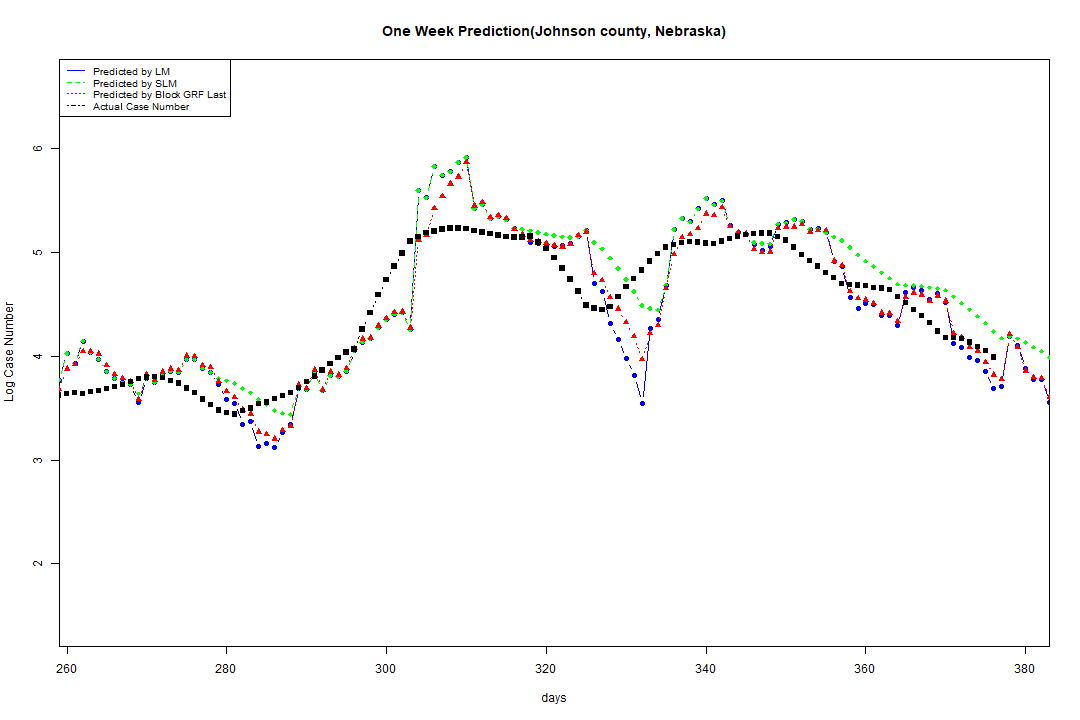 One Week Prediction(Johnson county, Nebraska)
Predicted by LM
Predicted by SLM
Predicted by Block GRF Last
Actual Case Number
Log Case Number
6
5
4
3
2
260 280 300 320 340 360 380
days